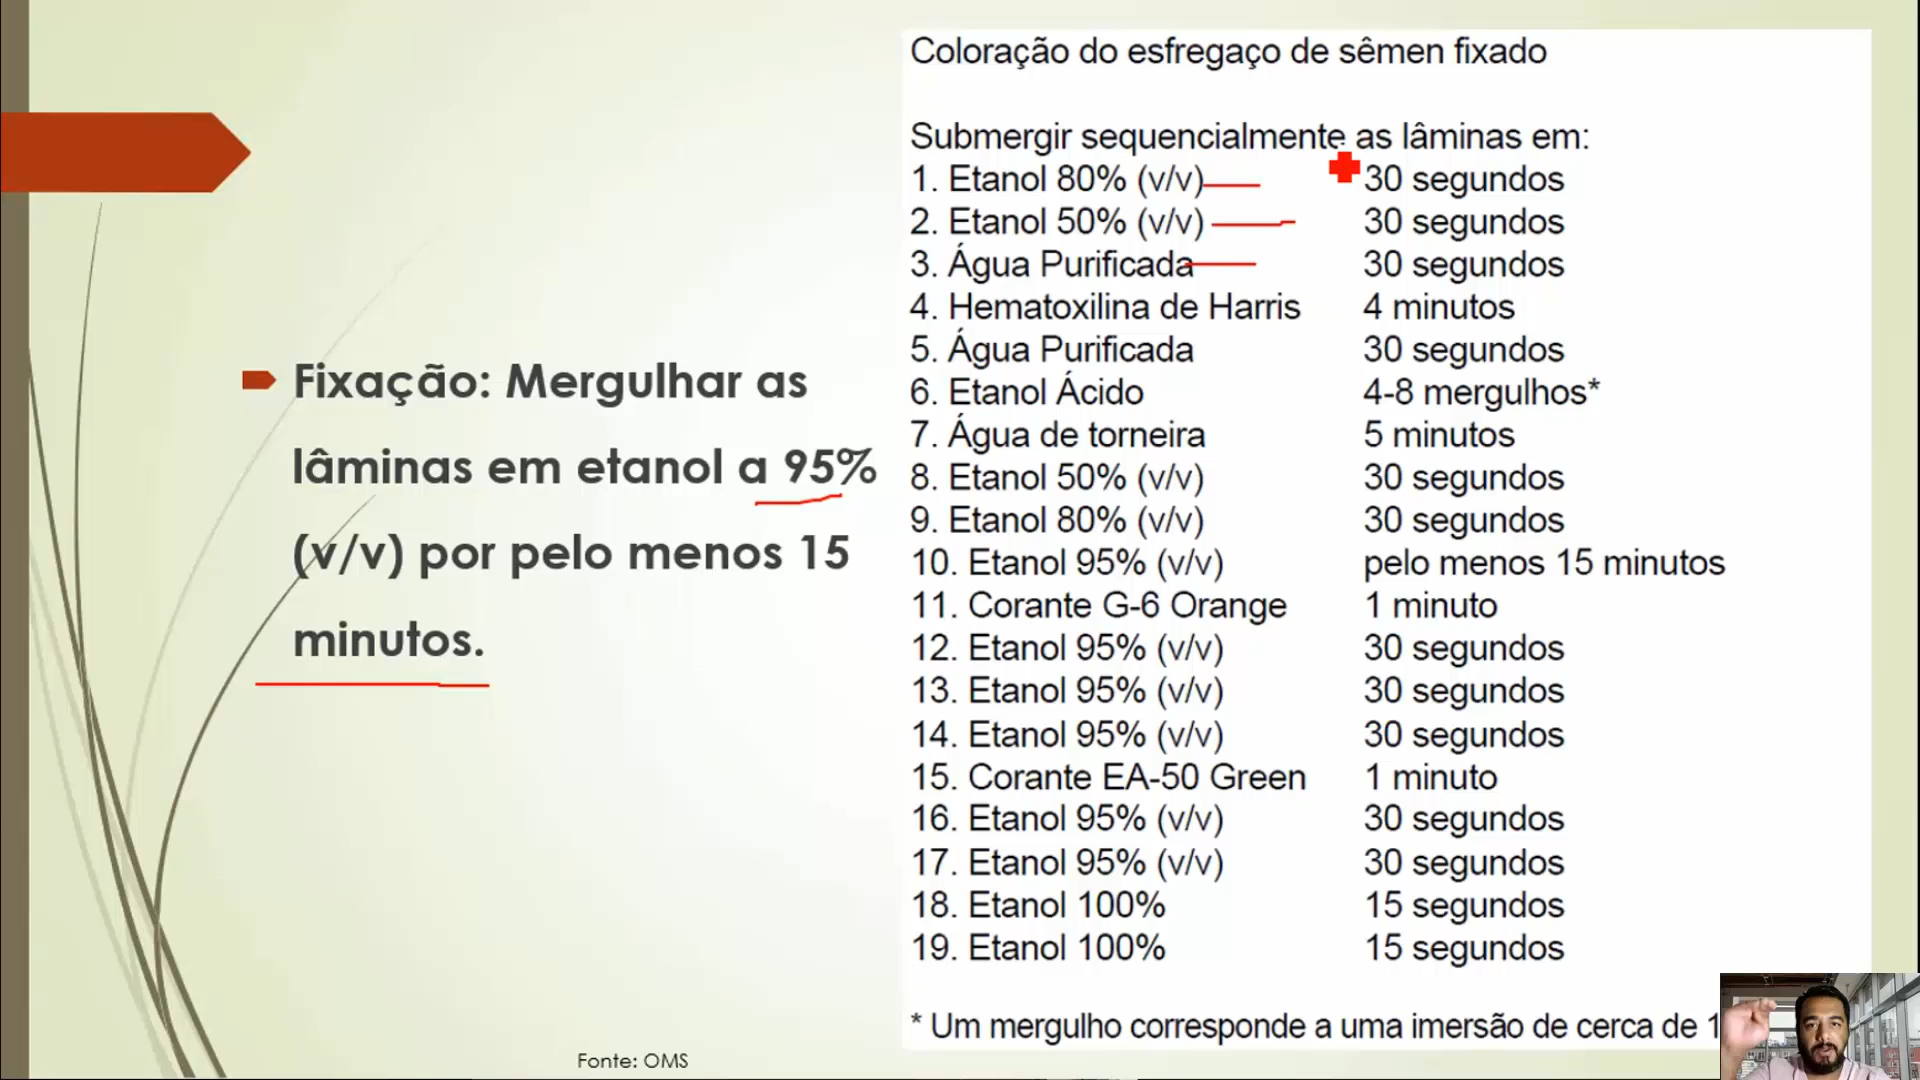 Fixação: Mergulhar as
lâminas em etanol a 95%
(v/v) por pelo menos 15
minutos.
Fonte: OMS
Coloração do esfregaço de sêmen fixado
Submergir sequencialmente as lâminas em:
1. Etanol 80% (v/v) 30 segundos
2. Etanol 50% (v/v) 30 segundos
3. Água Purificada 30 segundos
4. Hematoxilina de Harris 4 minutos
5. Água Purificada 30 segundos
6. Etanol Ácido 4-8 mergulhos*
7. Água de torneira 5 minutos
8. Etanol 50% (v/v) 30 segundos
9. Etanol 80% (v/v) 30 segundos
10. Etanol 95% (v/v) pelo menos 15 minutos
11. Corante G-6 Orange 1 minuto
12. Etanol 95% (v/v) 30 segundos
13. Etanol 95% (v/v) 30 segundos
14. Etanol 95% (v/v) 30 segundos
15. Corante EA-50 Green 1 minuto
16. Etanol 95% (v/v) 30 segundos
17. Etanol 95% (v/v) 30 segundos
18. Etanol 100% 15 segundos
19. Etanol 100% 15 segundos
* Um mergulho corresponde a uma imersão de cerca de 1